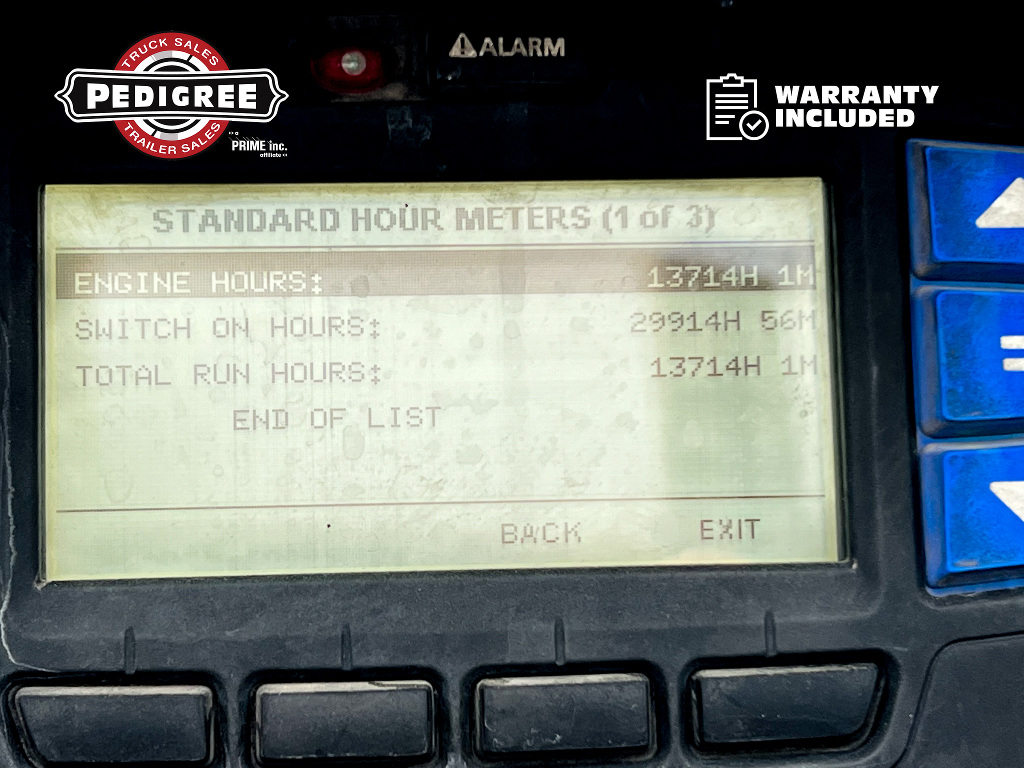 ALARM
TRUCK SALES
PEDIGREE
TRAILER SALES
a
PRIME inc.
affiliate
WARRANTY
INCLUDED
STANDARD HOUR METERS (1 of 3)
ENGINE HOURS: 13714H 1M
SWITCH ON HOURS: 29914H 56M
TOTAL RUN HOURS: 13714H 1M
END OF LIST
BACK EXIT